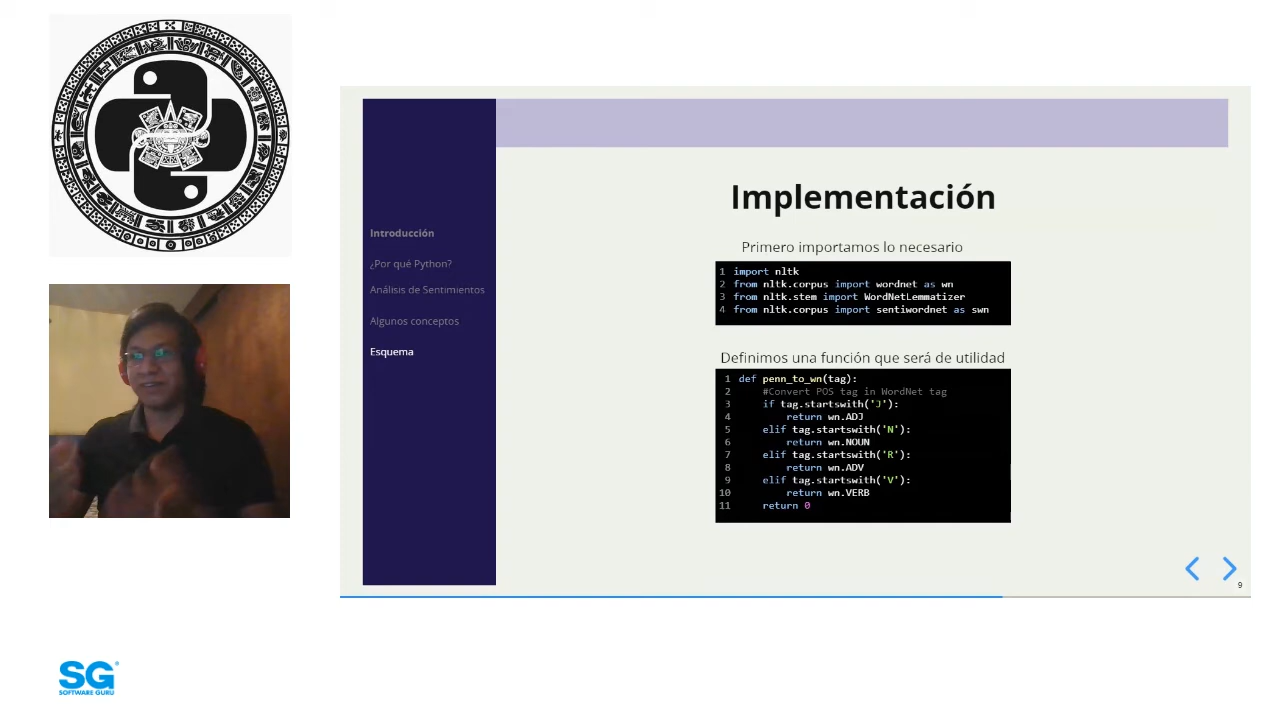 Introducción
¿Por qué Python?
Análisis de Sentimientos
Algunos conceptos
Esquema
Implementación
Primero importamos lo necesario
1 import nltk
2 from nltk.corpus import wordnet as wn
3 from nltk.stem import WordNetLemmatizer
4 from nltk.corpus import sentiwordnet as swn
Definimos una función que será de utilidad
1 def penn_to_wn(tag):
2 #Convert POS tag in WordNet tag
3 if tag.startswith('J'):
4 return wn.ADJ
5 elif tag.startswith('N'):
6 return wn.NOUN
7 elif tag.startswith('R'):
8 return wn.ADV
9 elif tag.startswith('V'):
10 return wn.VERB
11 return 0
9
SG
SOFTWARE GURU